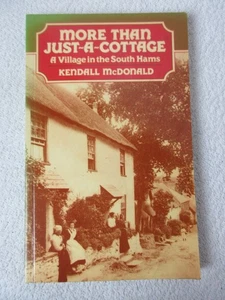 MORE THAN
JUST-A-COTTAGE
A Village in the South Hams
KENDALL McDONALD